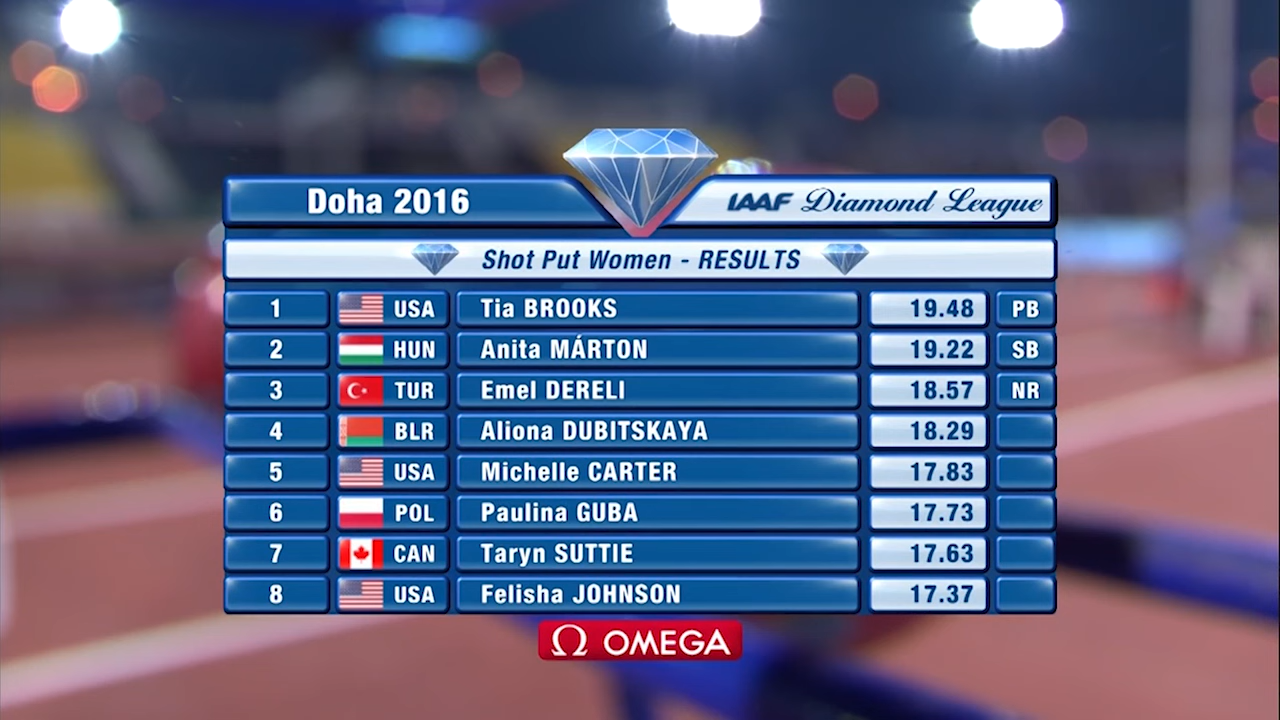 Doha 2016
IAAF Diamond League
Shot Put Women - RESULTS
1 USA Tia BROOKS 19.48 PB
2 HUN Anita MÁRTON 19.22 SB
3 TUR Emel DERELI 18.57 NR
4 BLR Aliona DUBITSKAYA 18.29
5 USA Michelle CARTER 17.83
6 POL Paulina GUBA 17.73
7 CAN Taryn SUTTIE 17.63
8 USA Felisha JOHNSON 17.37
Ω OMEGA